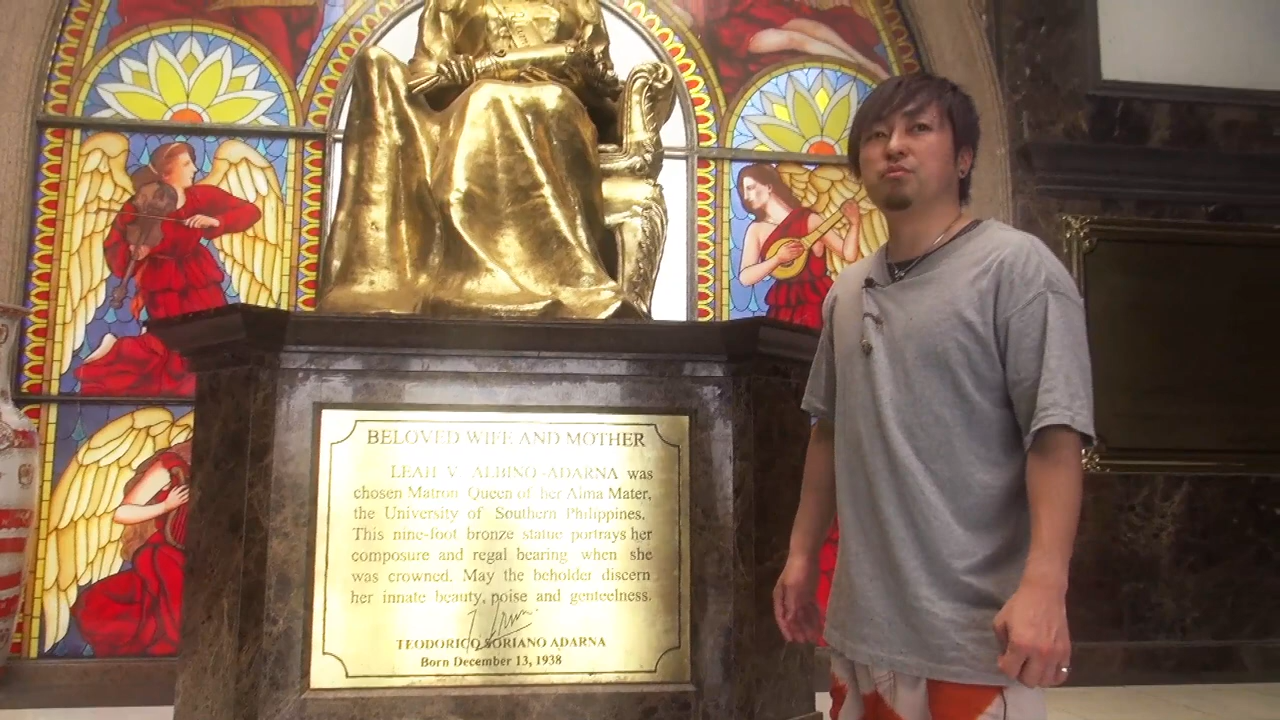 BELOVED WIFE AND MOTHER
LEAH V. ALBINO-ADARNA was
chosen Matron Queen of her Alma Mater,
the University of Southern Philippines.
This nine-foot bronze statue portrays her
composure and regal bearing when she
was crowned. May the beholder discern
her innate beauty, poise and genteelness.
TEODORICO SORIANO ADARNA
Born December 13, 1938